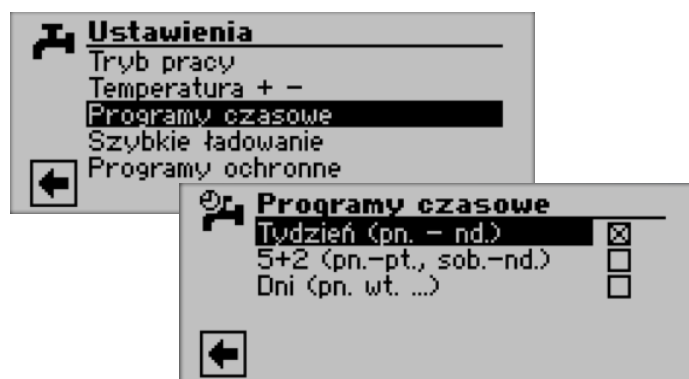 Ustawienia
Tryb pracy
Temperatura + −
Programy czasowe
Szybkie ładowanie
Programy ochronne
Programy czasowe
Tydzień (pn. − nd.)
5+2 (pn.−pt., sob.−nd.)
Dni (pn. wt. ...)